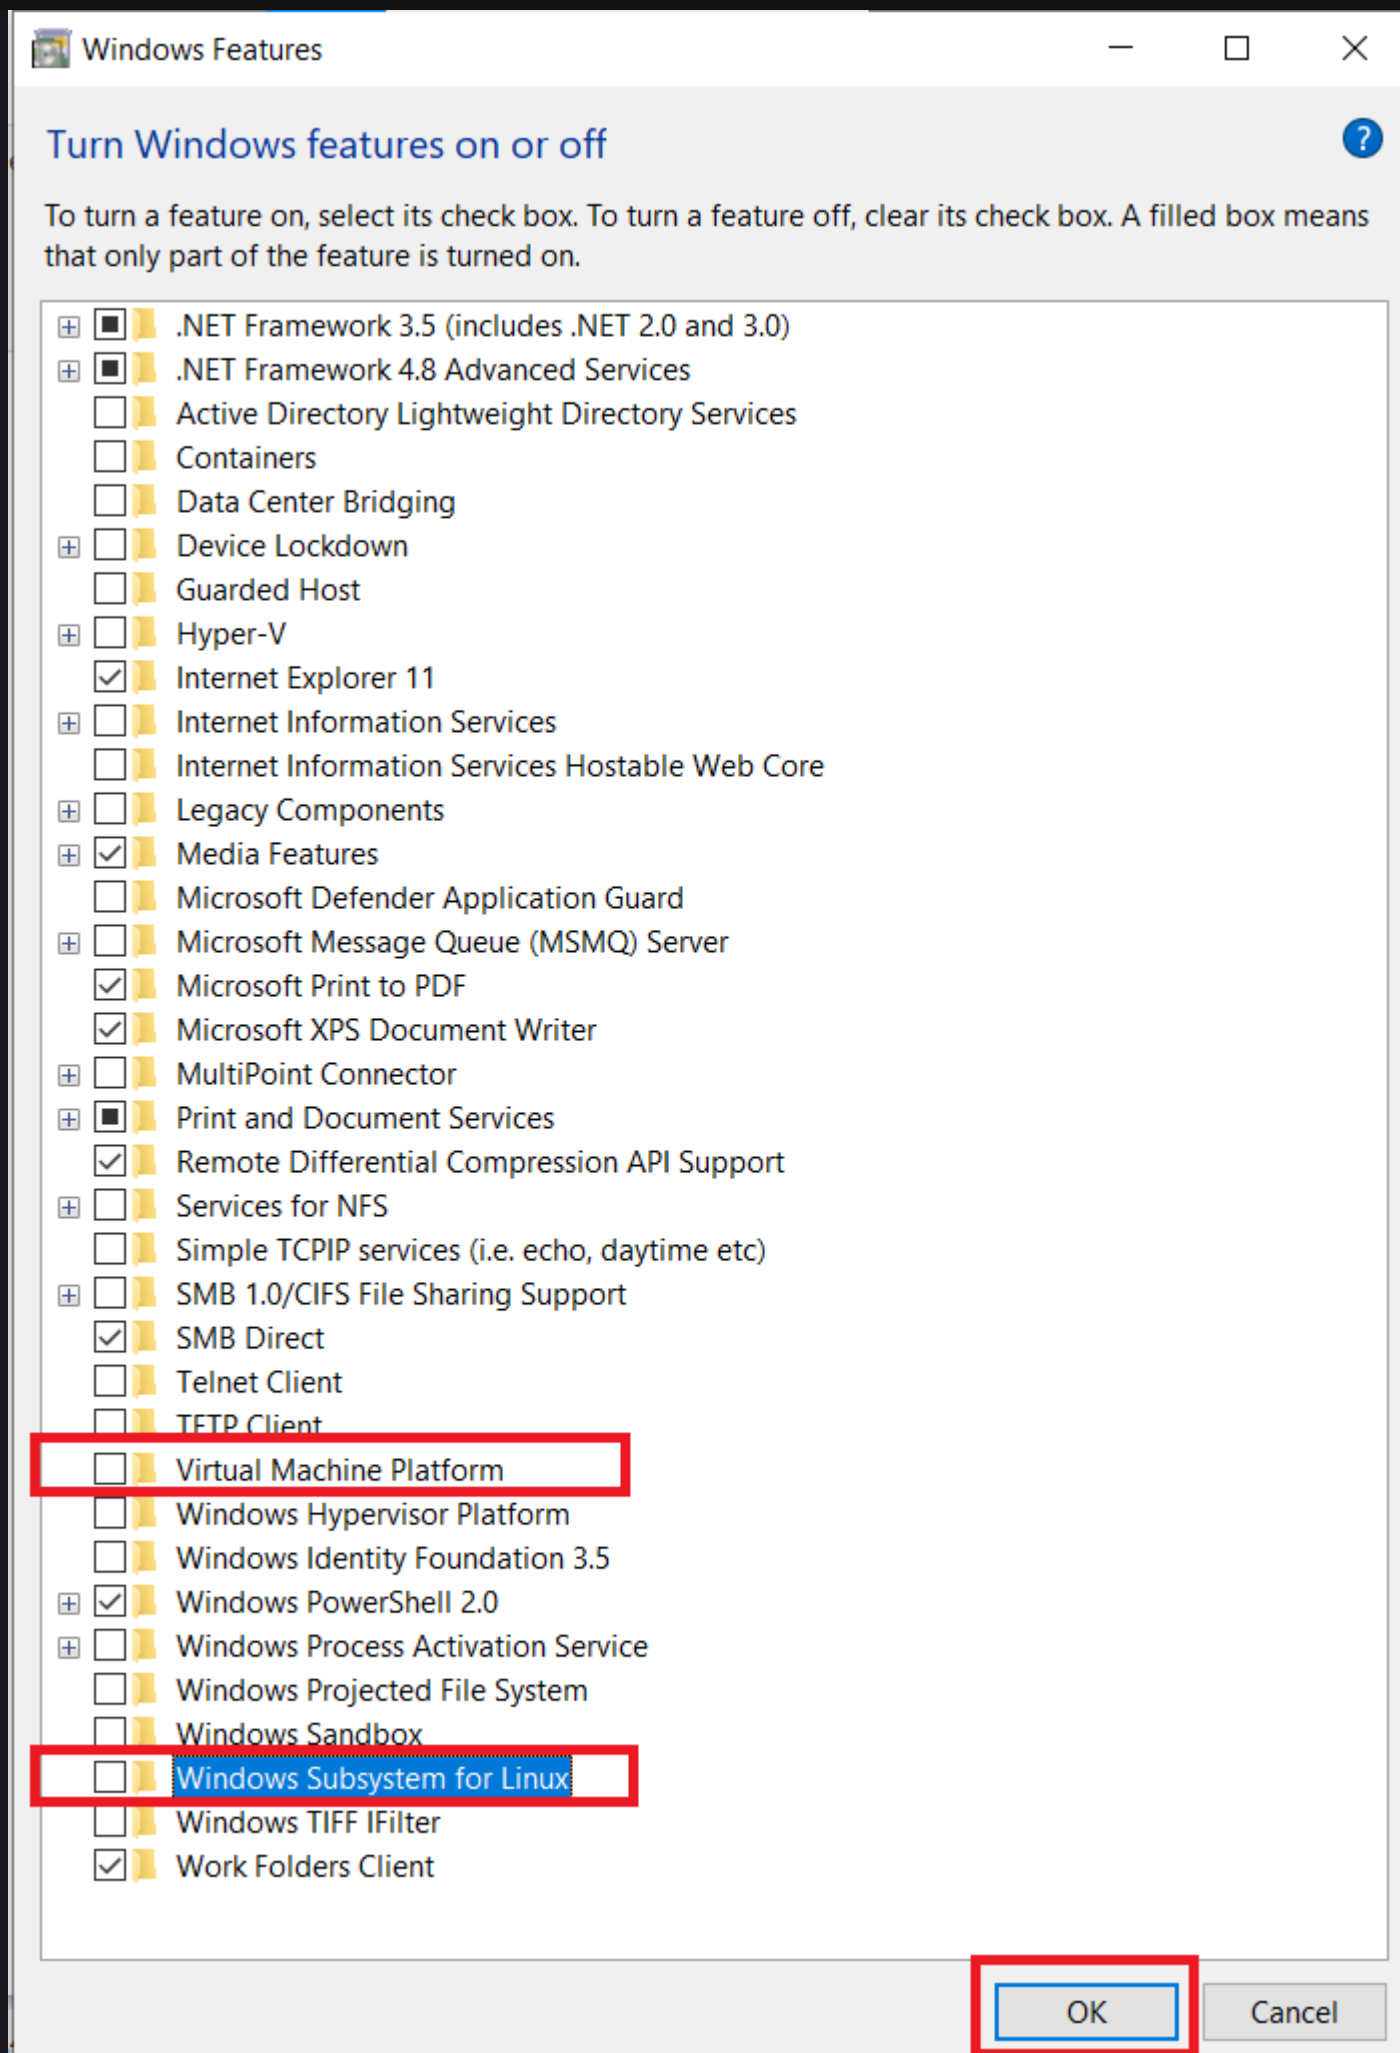 Windows Features
Turn Windows features on or off
?
To turn a feature on, select its check box. To turn a feature off, clear its check box. A filled box means
that only part of the feature is turned on.
.NET Framework 3.5 (includes .NET 2.0 and 3.0)
.NET Framework 4.8 Advanced Services
Active Directory Lightweight Directory Services
Containers
Data Center Bridging
Device Lockdown
Guarded Host
Hyper-V
Internet Explorer 11
Internet Information Services
Internet Information Services Hostable Web Core
Legacy Components
Media Features
Microsoft Defender Application Guard
Microsoft Message Queue (MSMQ) Server
Microsoft Print to PDF
Microsoft XPS Document Writer
MultiPoint Connector
Print and Document Services
Remote Differential Compression API Support
Services for NFS
Simple TCPIP services (i.e. echo, daytime etc)
SMB 1.0/CIFS File Sharing Support
SMB Direct
Telnet Client
TFTP Client
Virtual Machine Platform
Windows Hypervisor Platform
Windows Identity Foundation 3.5
Windows PowerShell 2.0
Windows Process Activation Service
Windows Projected File System
Windows Sandbox
Windows Subsystem for Linux
Windows TIFF IFilter
Work Folders Client
OK
Cancel